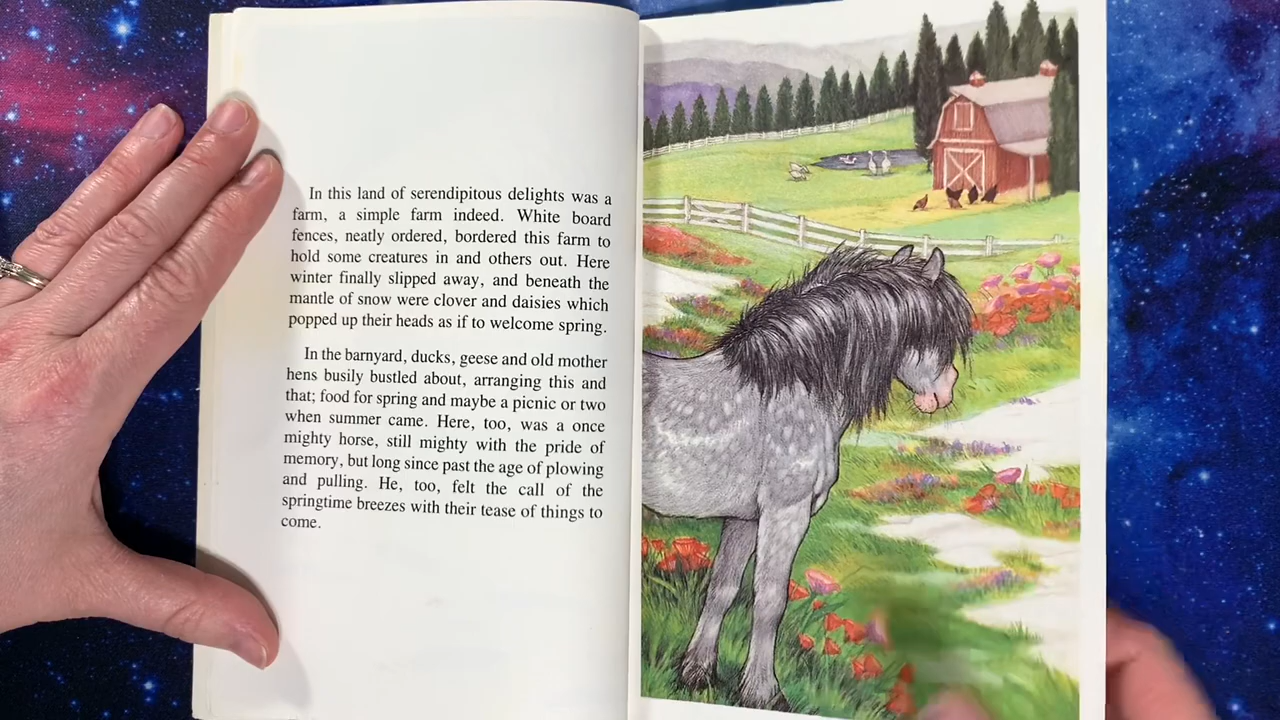 In this land of serendipitous delights was a
farm, a simple farm indeed. White board
fences, neatly ordered, bordered this farm to
hold some creatures in and others out. Here
winter finally slipped away, and beneath the
mantle of snow were clover and daisies which
popped up their heads as if to welcome spring.
In the barnyard, ducks, geese and old mother
hens busily bustled about, arranging this and
that; food for spring and maybe a picnic or two
when summer came. Here, too, was a once
mighty horse, still mighty with the pride of
memory, but long since past the age of plowing
and pulling. He, too, felt the call of the
springtime breezes with their tease of things to
come.